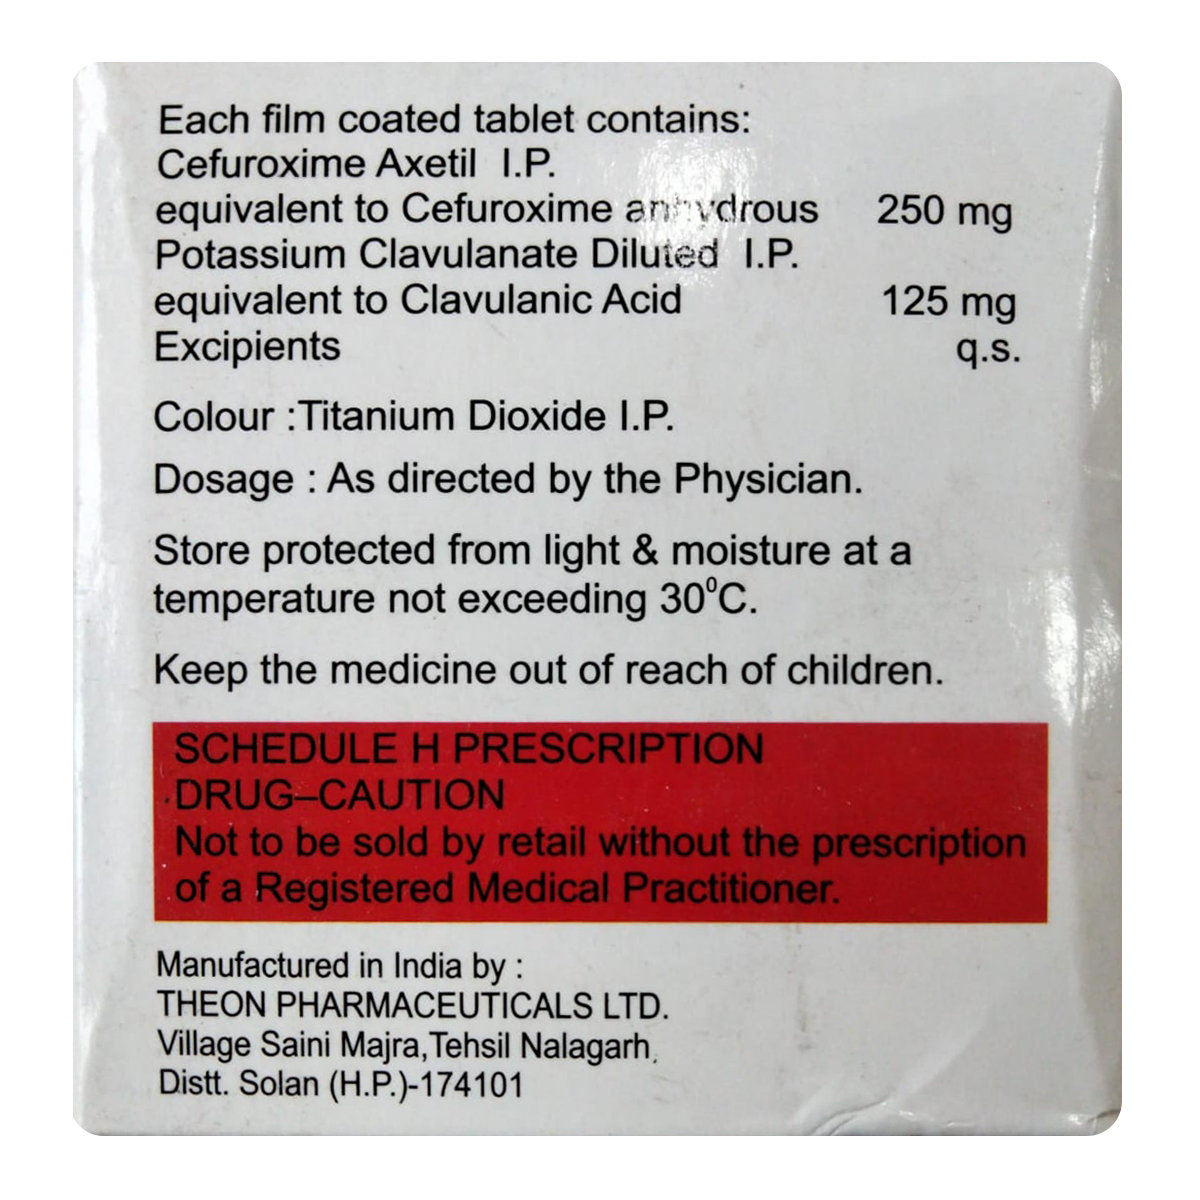 Each film coated tablet contains:
Cefuroxime Axetil I.P.
equivalent to Cefuroxime anhydrous 250 mg
Potassium Clavulanate Diluted I.P.
equivalent to Clavulanic Acid 125 mg
Excipients q.s.
Colour :Titanium Dioxide I.P.
Dosage : As directed by the Physician.
Store protected from light & moisture at a
temperature not exceeding 30⁰C.
Keep the medicine out of reach of children.
SCHEDULE H PRESCRIPTION
DRUG–CAUTION
Not to be sold by retail without the prescription
of a Registered Medical Practitioner.
Manufactured in India by :
THEON PHARMACEUTICALS LTD.
Village Saini Majra,Tehsil Nalagarh,
Distt. Solan (H.P.)-174101